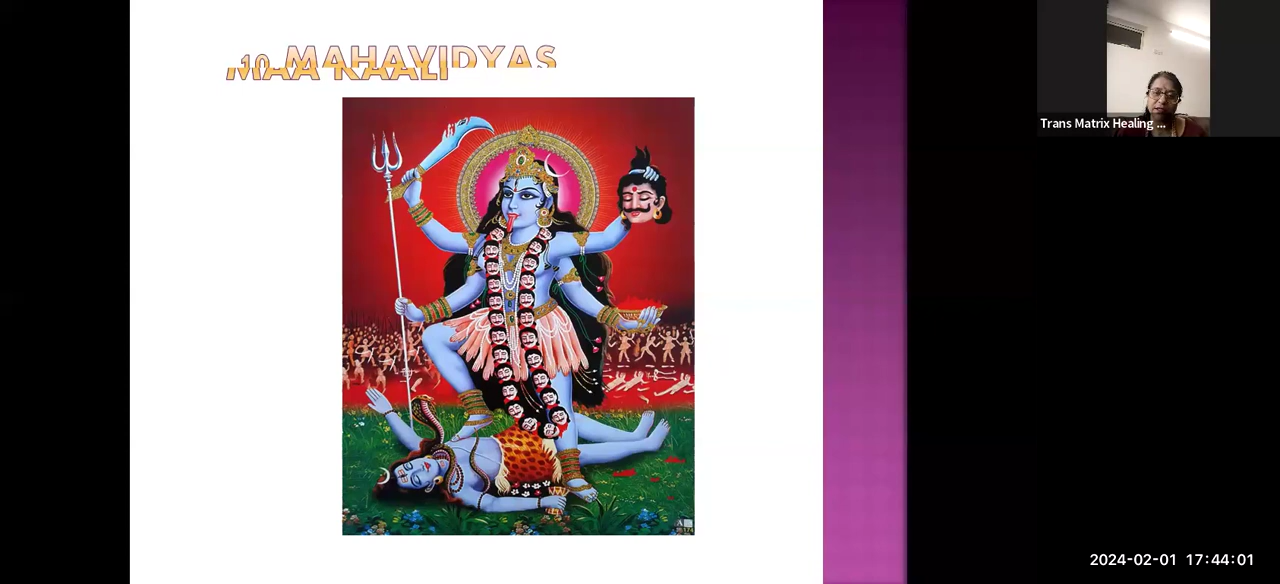 10 MAHAVIDYAS
MAA KAALI
Trans Matrix Healing ...
2024-02-01 17:44:01